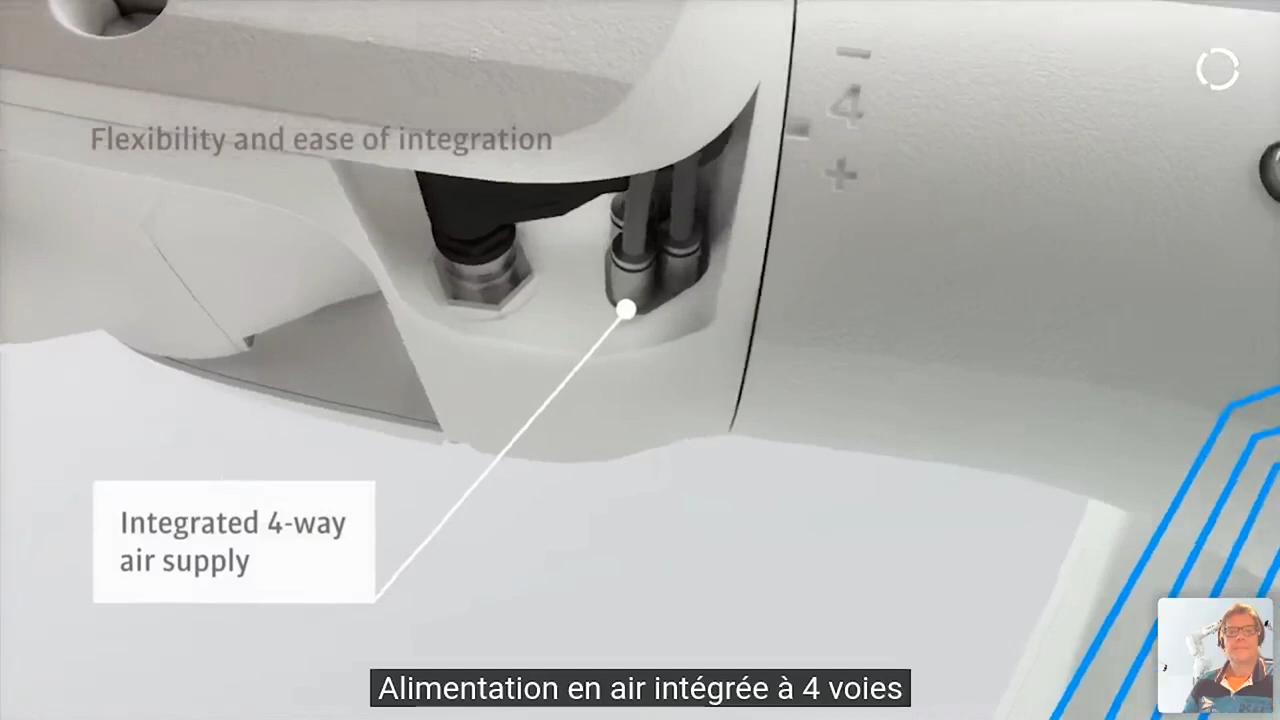 −
4
+
Flexibility and ease of integration
Integrated 4-way
air supply
Alimentation en air intégrée à 4 voies